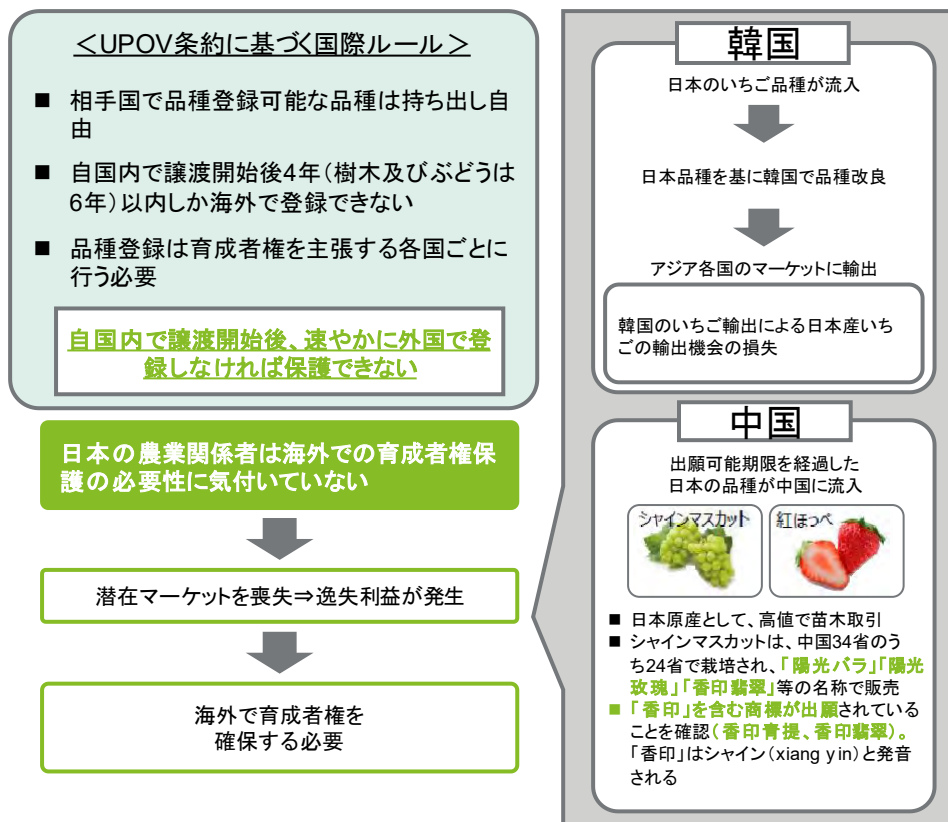 ＜UPOV条約に基づく国際ルール＞
■ 相手国で品種登録可能な品種は持ち出し自
由
■ 自国内で譲渡開始後4年（樹木及びぶどうは
6年）以内しか海外で登録できない
■ 品種登録は育成者権を主張する各国ごとに
行う必要
自国内で譲渡開始後、速やかに外国で登
録しなければ保護できない
日本の農業関係者は海外での育成者権保
護の必要性に気付いていない
潜在マーケットを喪失⇒逸失利益が発生
海外で育成者権を
確保する必要
韓国
日本のいちご品種が流入
日本品種を基に韓国で品種改良
アジア各国のマーケットに輸出
韓国のいちご輸出による日本産いち
ごの輸出機会の損失
中国
出願可能期限を経過した
日本の品種が中国に流入
シャインマスカット
紅ほっぺ
■ 日本原産として、高値で苗木取引
■ シャインマスカットは、中国34省のう
ち24省で栽培され、「陽光バラ」「陽光
玫瑰」「香印翡翠」等の名称で販売
■ 「香印」を含む商標が出願されている
ことを確認（香印青提、香印翡翠）。
「香印」はシャイン（xiang yin）と発音
される